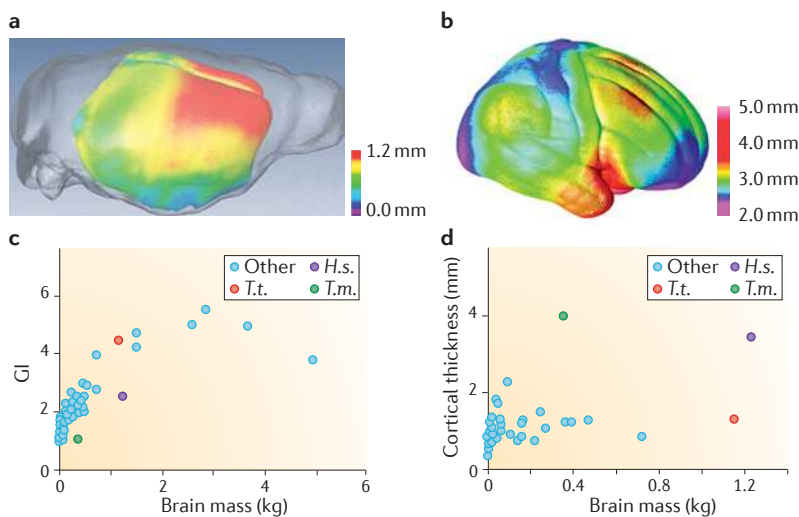 a
1.2 mm
0.0 mm
b
5.0 mm
4.0 mm
3.0 mm
2.0 mm
c
Other H.s.
T.t. T.m.
6
4
2
0
GI
0 2 4 6
Brain mass (kg)
d
Other H.s.
T.t. T.m.
4
2
0
Cortical thickness (mm)
0 0.4 0.8 1.2
Brain mass (kg)